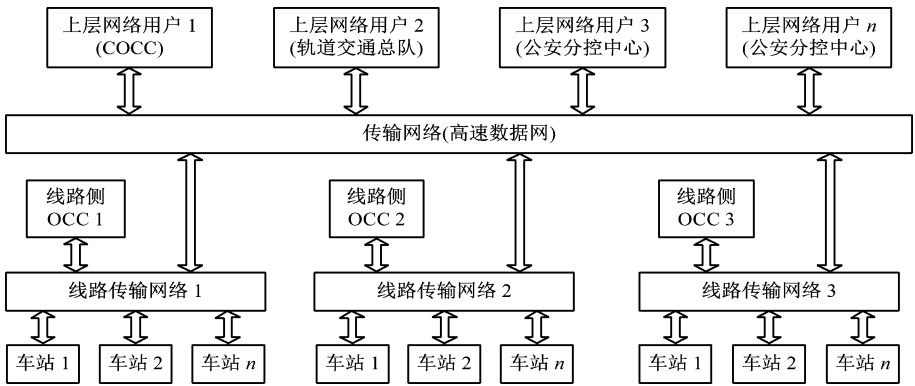 上层网络用户 1
(COCC)
上层网络用户 2
(轨道交通总队)
上层网络用户 3
(公安分控中心)
上层网络用户 n
(公安分控中心)
传输网络(高速数据网)
线路侧
OCC 1
线路侧
OCC 2
线路侧
OCC 3
线路传输网络 1
线路传输网络 2
线路传输网络 3
车站 1
车站 2
车站 n
车站 1
车站 2
车站 n
车站 1
车站 2
车站 n